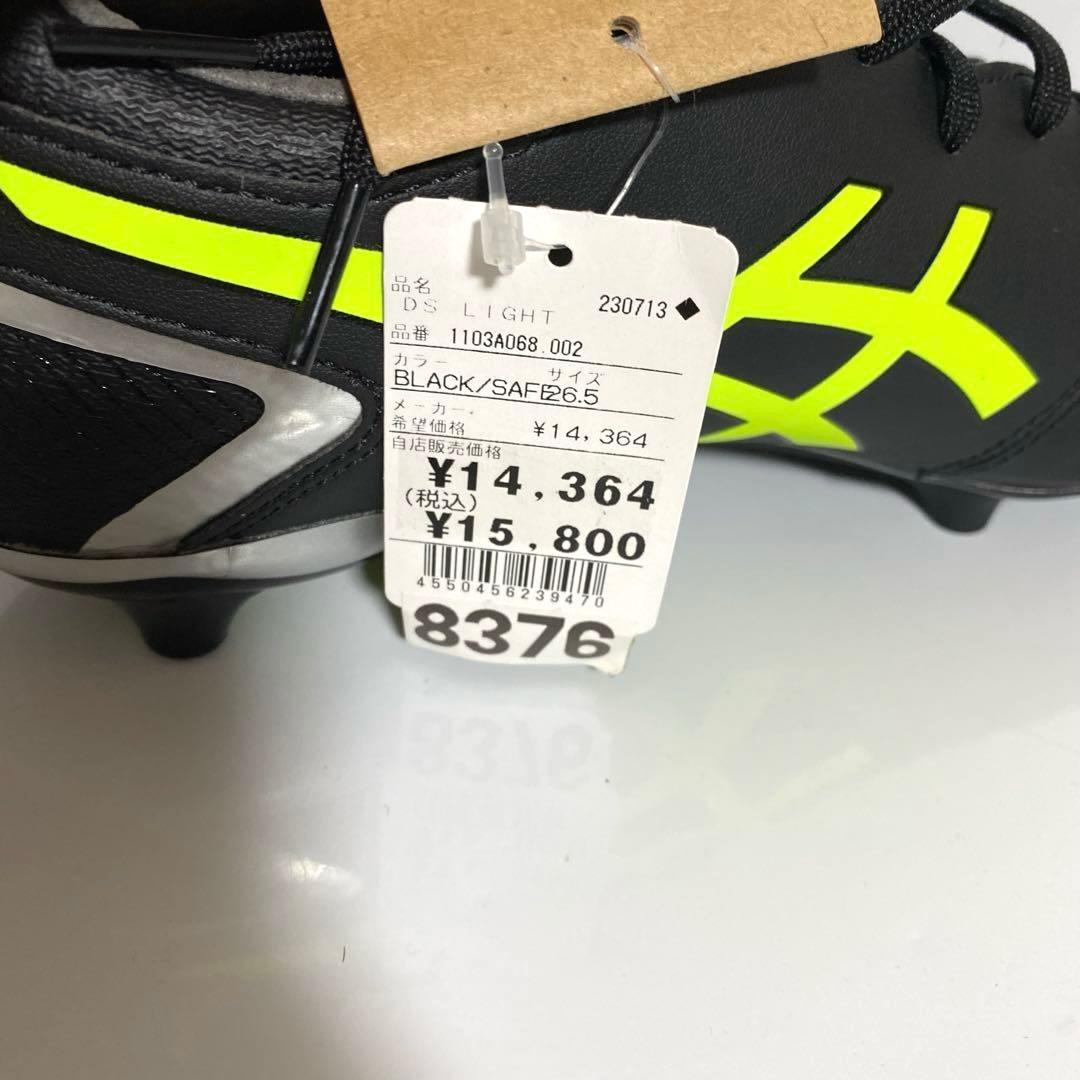 品名
DS LIGHT 230713◆
品番 1103A068.002
カラー サイズ
BLACK/SAFE26.5
メーカー.
希望価格 ¥14,364
自店販売価格
¥14,364
(税込)
¥15,800
4550456239470
8376